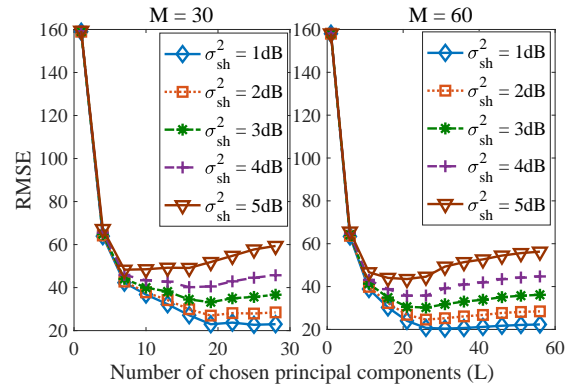 M = 30
M = 60
160
140
120
100
80
60
40
20
0
10
20
30
RMSE
σ²sh = 1dB
σ²sh = 2dB
σ²sh = 3dB
σ²sh = 4dB
σ²sh = 5dB
160
140
120
100
80
60
40
20
0
20
40
60
σ²sh = 1dB
σ²sh = 2dB
σ²sh = 3dB
σ²sh = 4dB
σ²sh = 5dB
Number of chosen principal components (L)